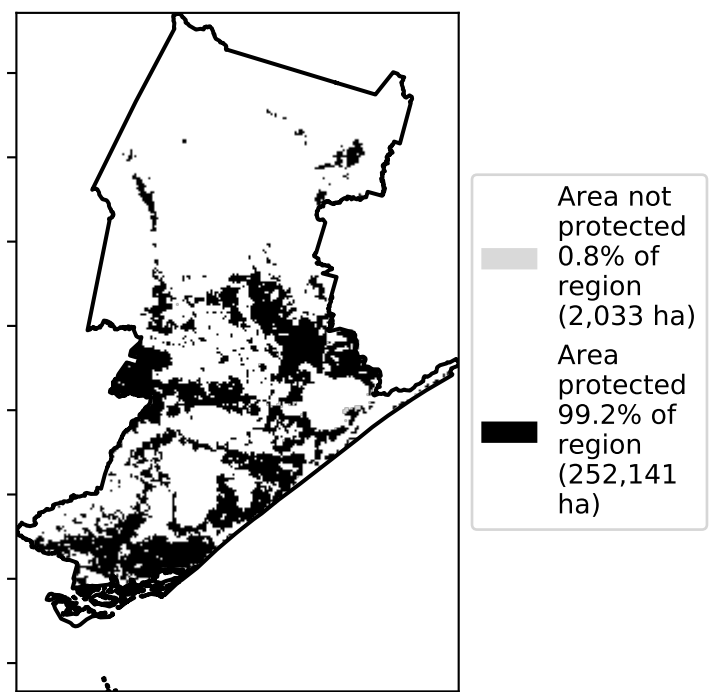 Area not
protected
0.8% of
region
(2,033 ha)
Area
protected
99.2% of
region
(252,141
ha)